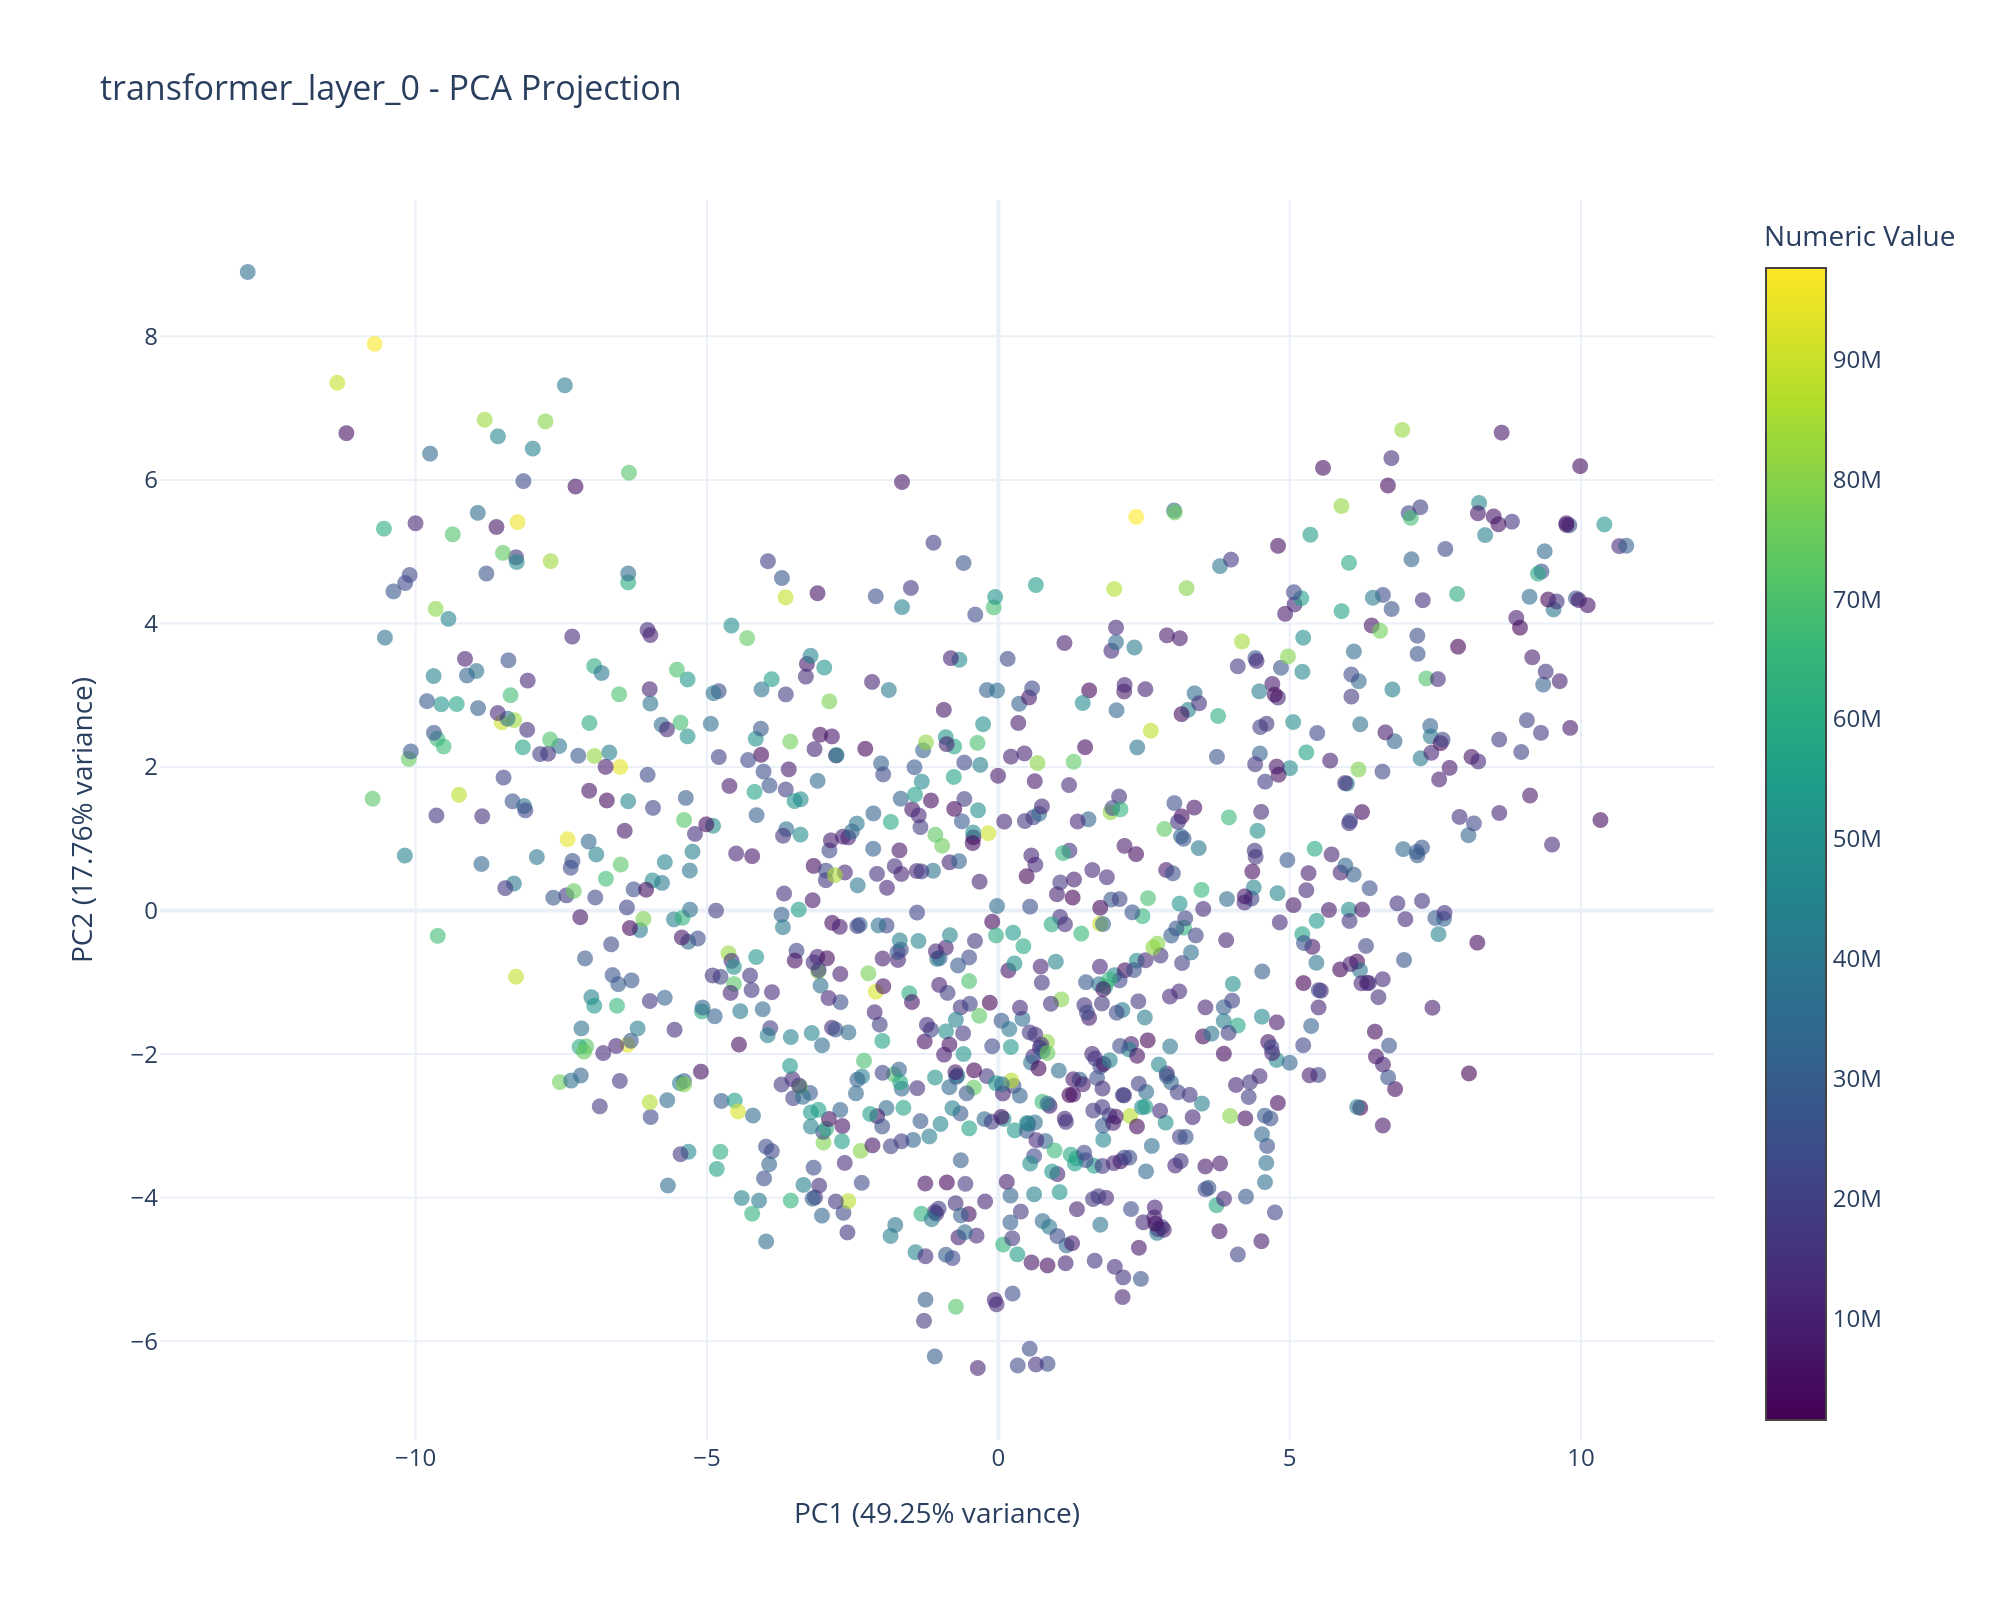 transformer_layer_0 - PCA Projection
Numeric Value
90M
80M
70M
60M
50M
40M
30M
20M
10M
PC2 (17.76% variance)
8
6
4
2
0
−2
−4
−6
−10
−5
0
5
10
PC1 (49.25% variance)